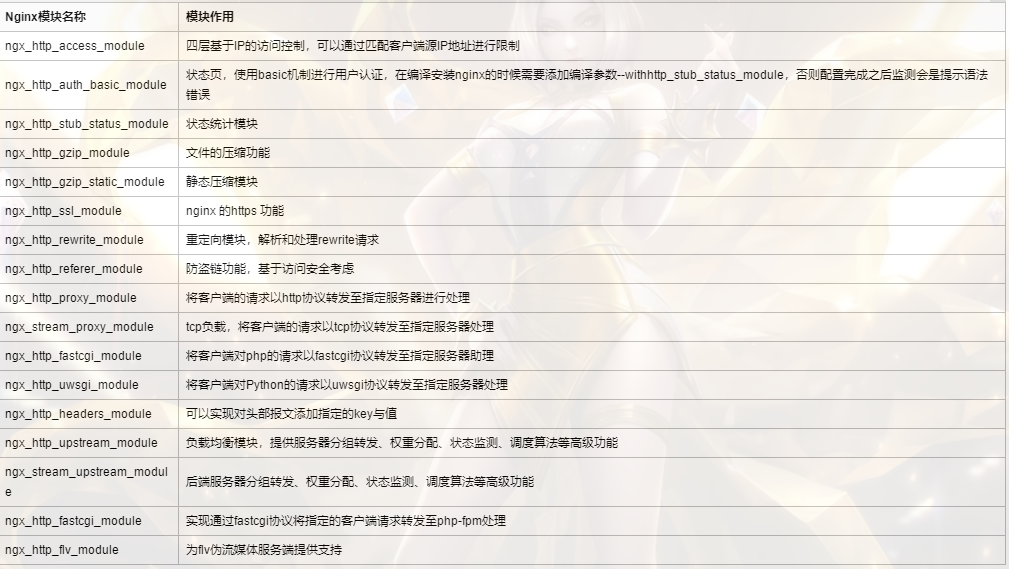 Nginx模块名称 模块作用
ngx_http_access_module 四层基于IP的访问控制，可以通过匹配客户端源IP地址进行限制
ngx_http_auth_basic_module 状态页，使用basic机制进行用户认证，在编译安装nginx的时候需要添加编译参数--withhttp_stub_status_module，否则配置完成之后监测会是提示语法
错误
ngx_http_stub_status_module 状态统计模块
ngx_http_gzip_module 文件的压缩功能
ngx_http_gzip_static_module 静态压缩模块
ngx_http_ssl_module nginx 的https 功能
ngx_http_rewrite_module 重定向模块，解析和处理rewrite请求
ngx_http_referer_module 防盗链功能，基于访问安全考虑
ngx_http_proxy_module 将客户端的请求以http协议转发至指定服务器进行处理
ngx_stream_proxy_module tcp负载，将客户端的请求以tcp协议转发至指定服务器处理
ngx_http_fastcgi_module 将客户端对php的请求以fastcgi协议转发至指定服务器助理
ngx_http_uwsgi_module 将客户端对Python的请求以uwsgi协议转发至指定服务器处理
ngx_http_headers_module 可以实现对头部报文添加指定的key与值
ngx_http_upstream_module 负载均衡模块，提供服务器分组转发、权重分配、状态监测、调度算法等高级功能
ngx_stream_upstream_modul
e 后端服务器分组转发、权重分配、状态监测、调度算法等高级功能
ngx_http_fastcgi_module 实现通过fastcgi协议将指定的客户端请求转发至php-fpm处理
ngx_http_flv_module 为flv伪流媒体服务端提供支持